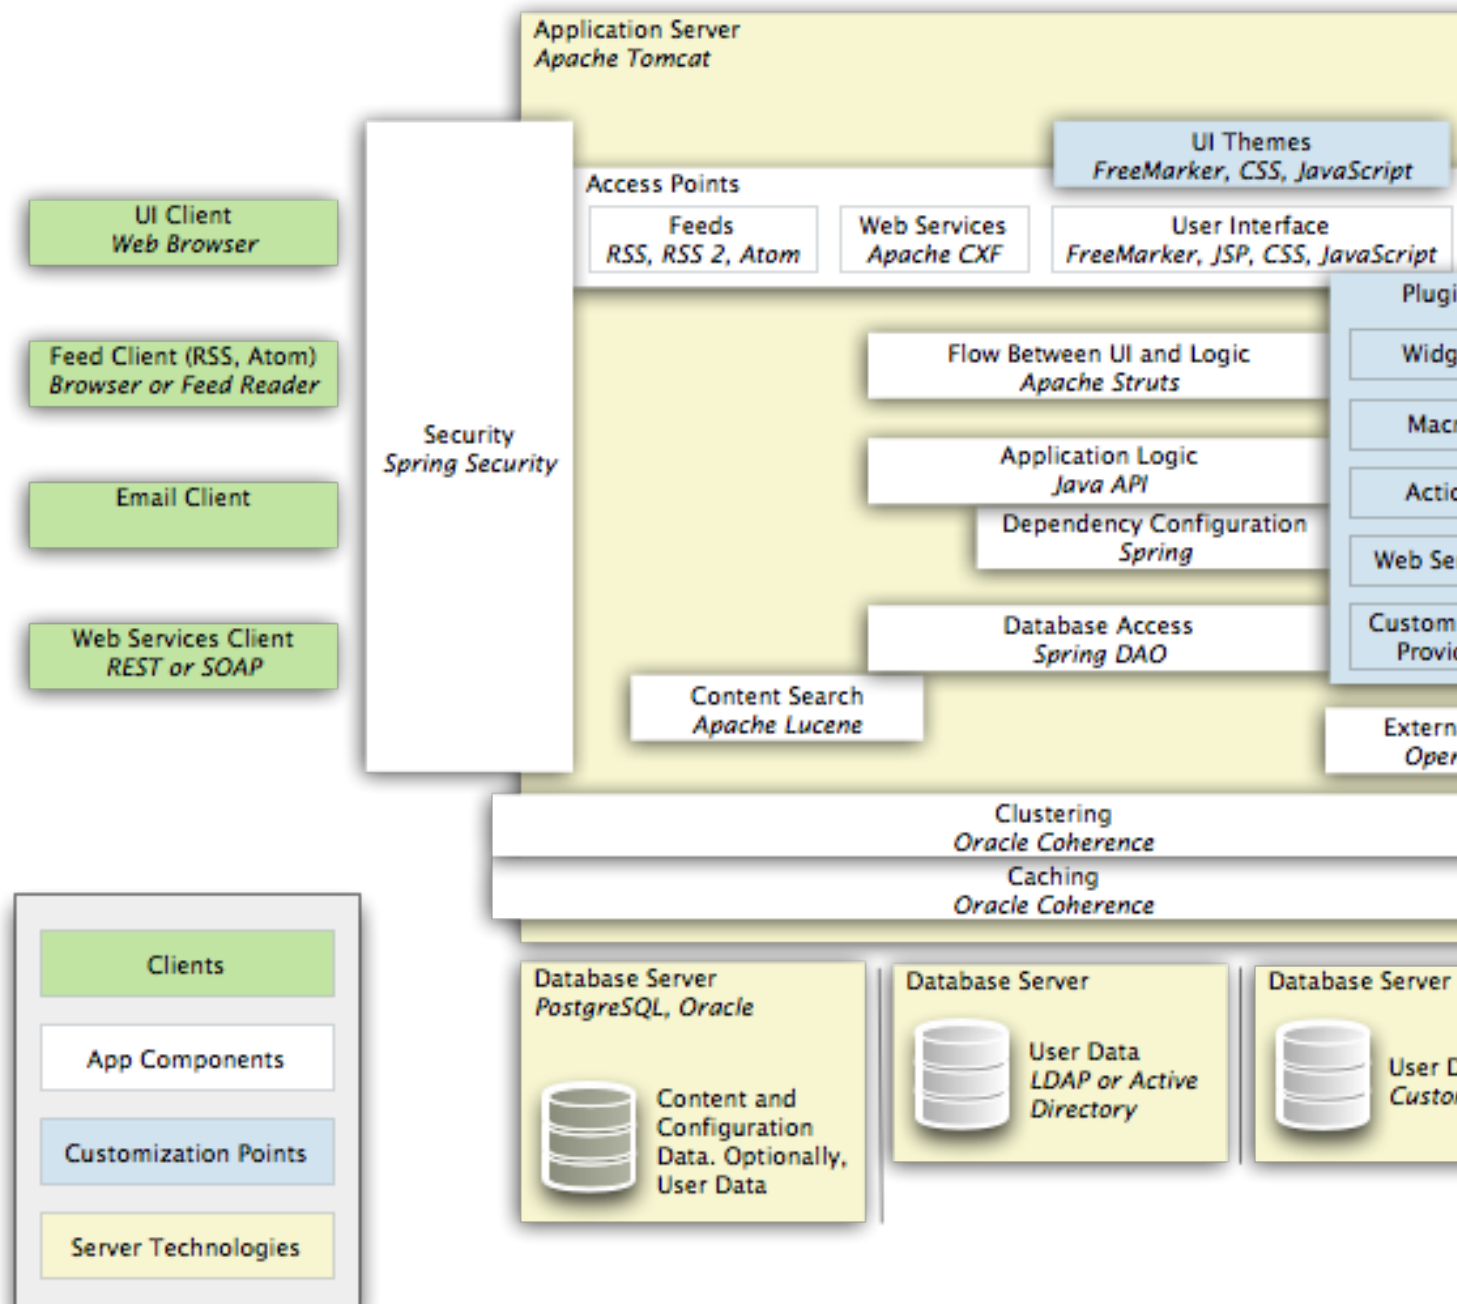 Application Server
Apache Tomcat
UI Themes
FreeMarker, CSS, JavaScript
Access Points
Feeds
RSS, RSS 2, Atom
Web Services
Apache CXF
User Interface
FreeMarker, JSP, CSS, JavaScript
UI Client
Web Browser
Feed Client (RSS, Atom)
Browser or Feed Reader
Email Client
Web Services Client
REST or SOAP
Security
Spring Security
Flow Between UI and Logic
Apache Struts
Application Logic
Java API
Dependency Configuration
Spring
Database Access
Spring DAO
Content Search
Apache Lucene
Web
Clustering
Oracle Coherence
Caching
Oracle Coherence
Clients
App Components
Customization Points
Server Technologies
Database Server
PostgreSQL, Oracle
Content and
Configuration
Data. Optionally,
User Data
Database Server
User Data
LDAP or Active
Directory
Database Server
User